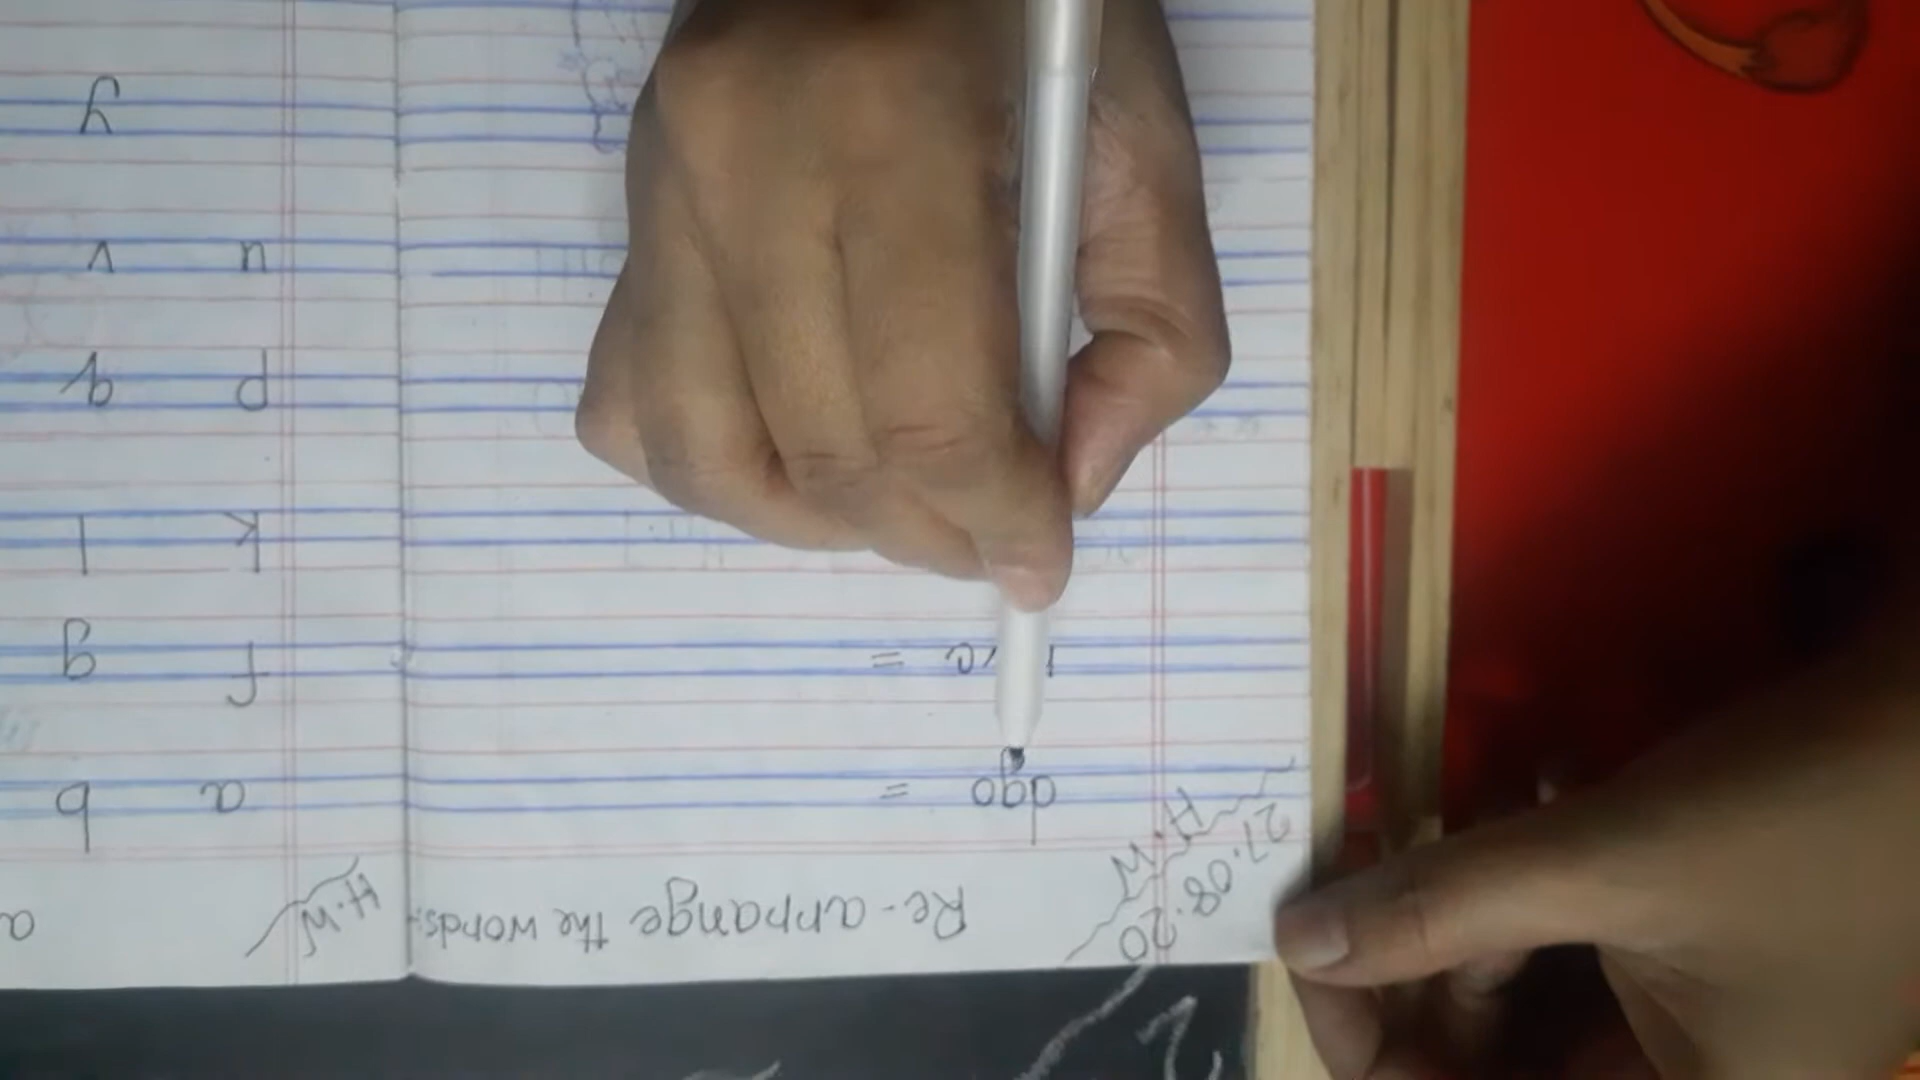 27.08.20
H.W
Re-arrange the words:-
dgo =
=
H.W
a
a b
f g
k l
p q
u v
y